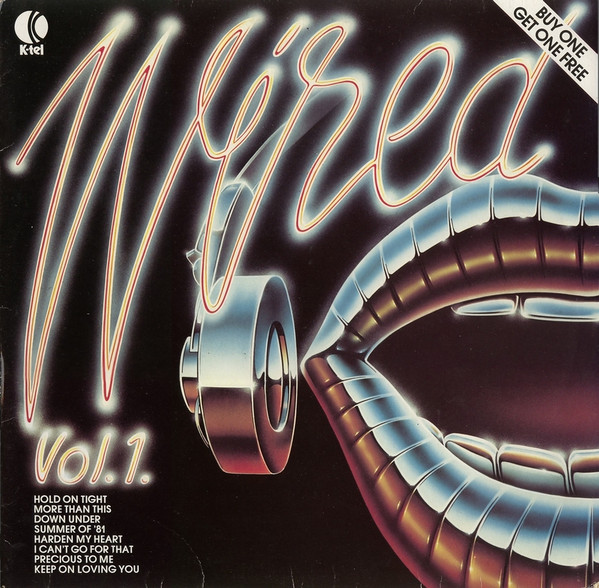 K-tel
BUY ONE
GET ONE FREE
Wired
Vol. 1.
HOLD ON TIGHT
MORE THAN THIS
DOWN UNDER
SUMMER OF '81
HARDEN MY HEART
I CAN'T GO FOR THAT
PRECIOUS TO ME
KEEP ON LOVING YOU